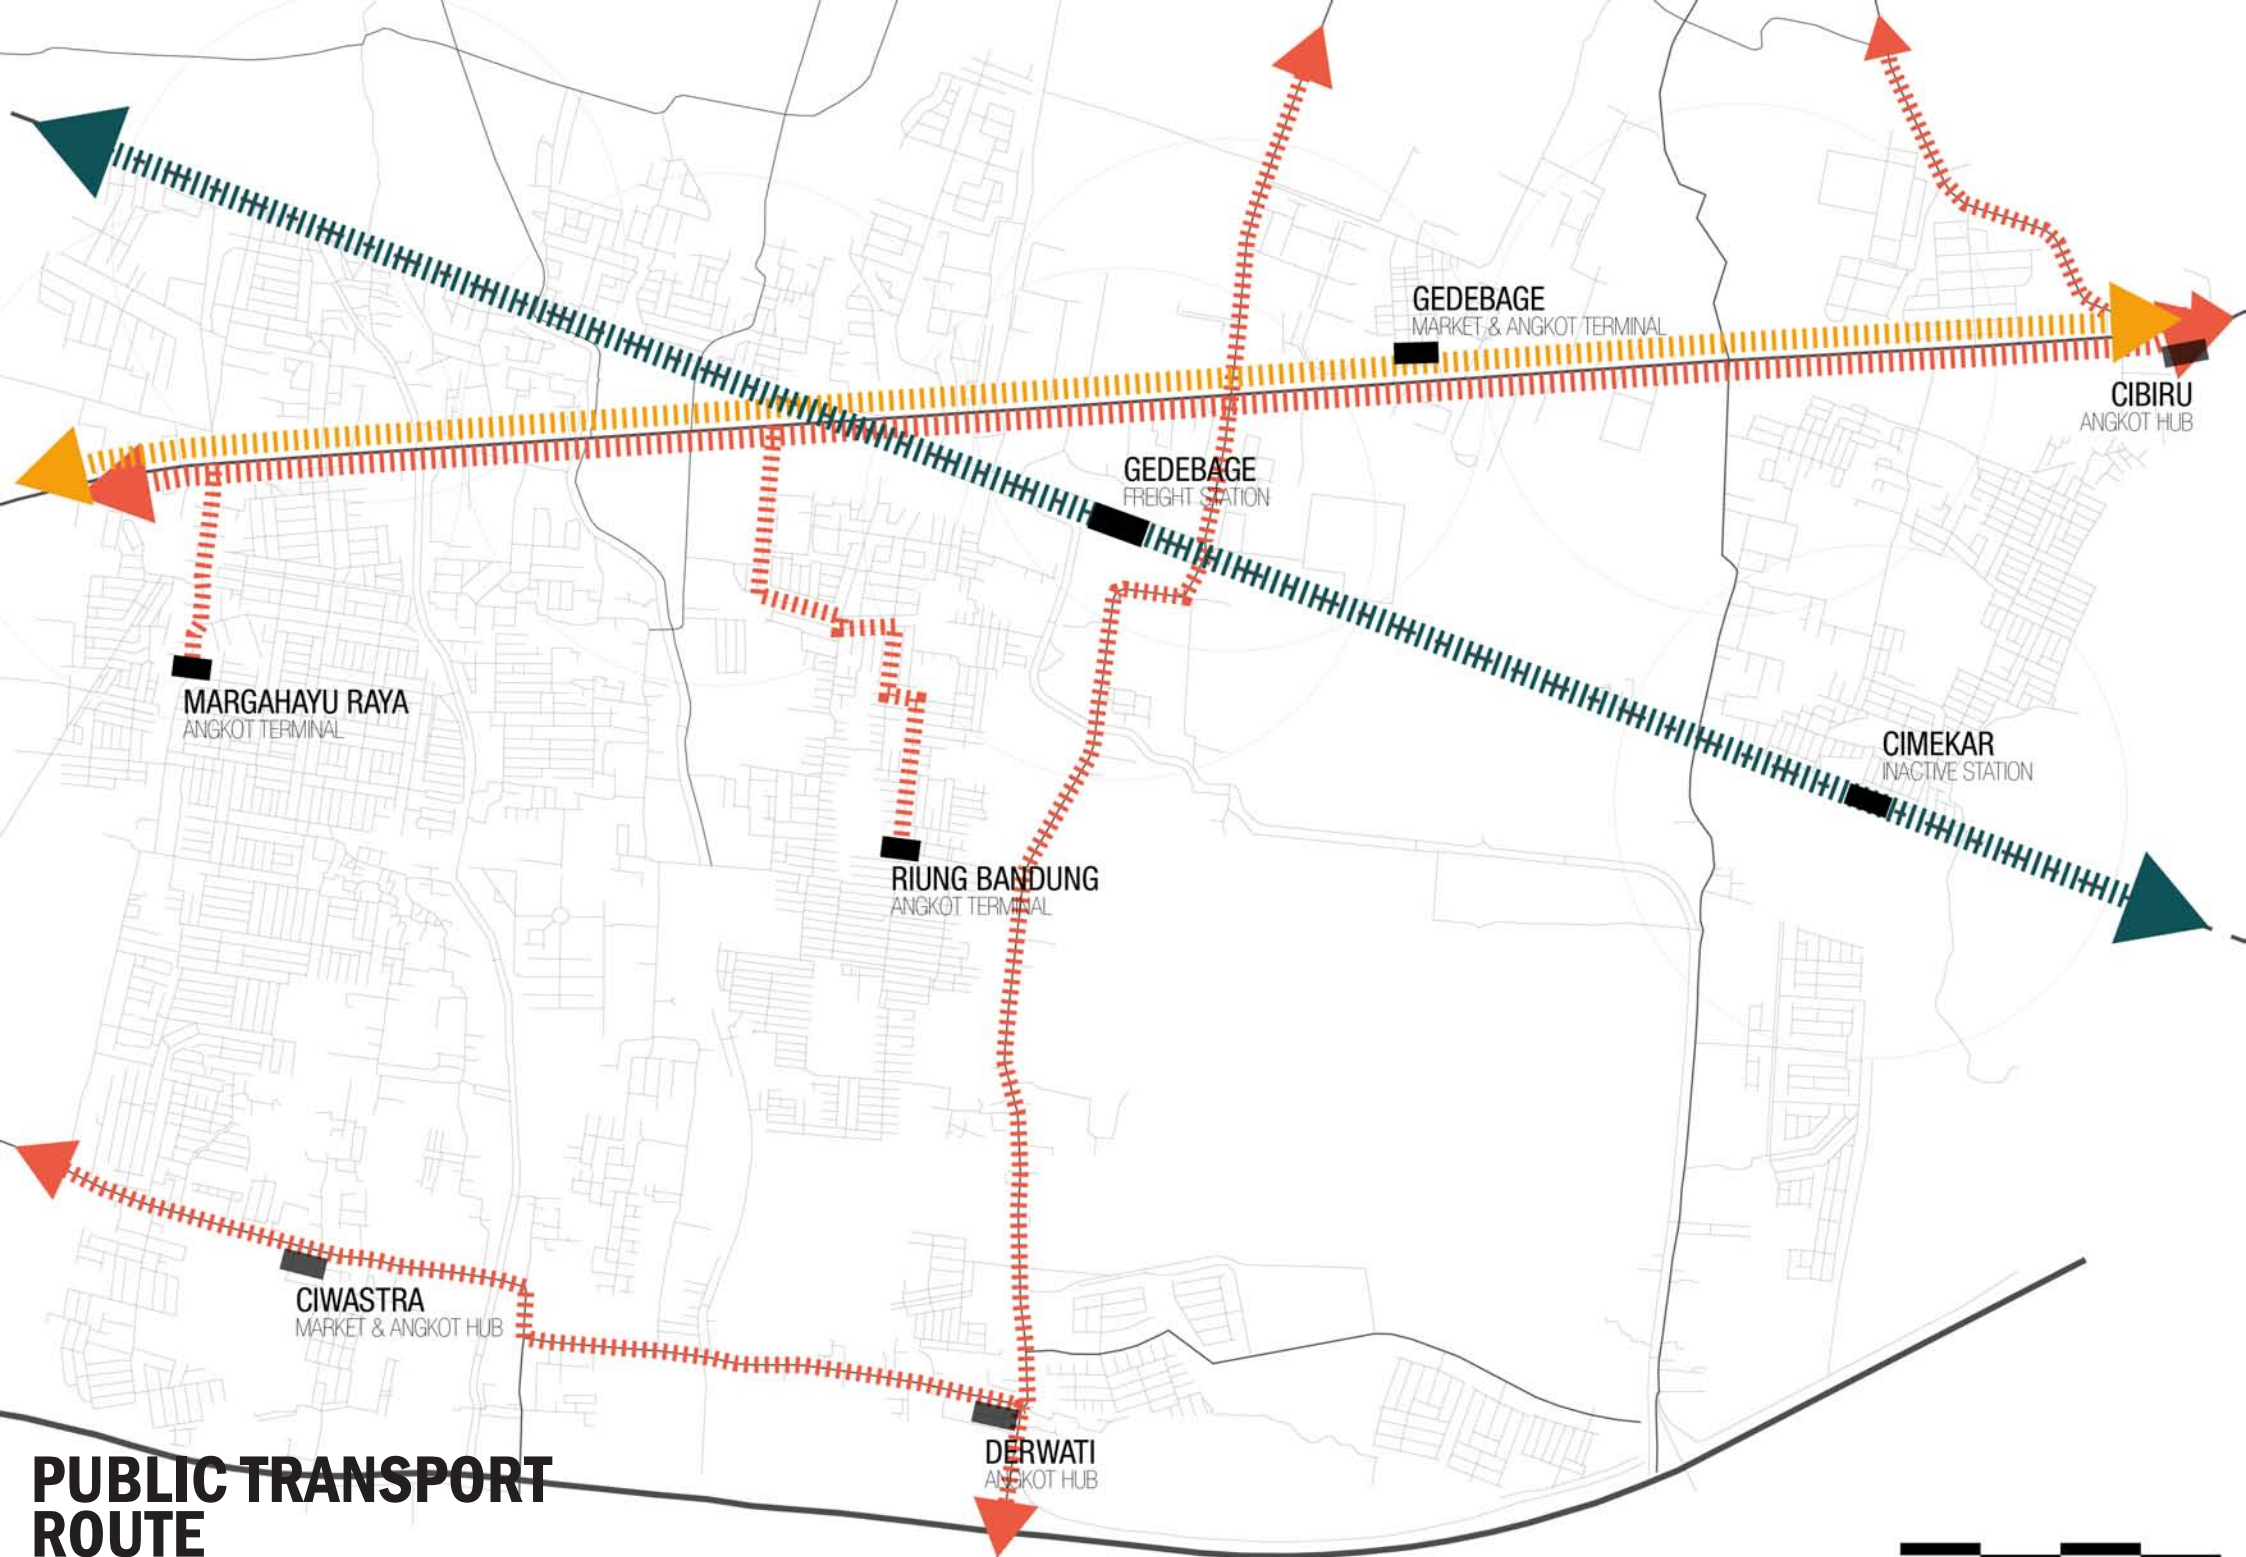 GEDEBAGE
MARKET & ANGKOT TERMINAL
CIBIRU
ANGKOT HUB
GEDEBAGE
FREIGHT STATION
MARGAHAYU RAYA
ANGKOT TERMINAL
CIMEKAR
INACTIVE STATION
RIUNG BANDUNG
ANGKOT TERMINAL
CIWASTRA
MARKET & ANGKOT HUB
DERWATI
ANGKOT HUB
PUBLIC TRANSPORT
ROUTE